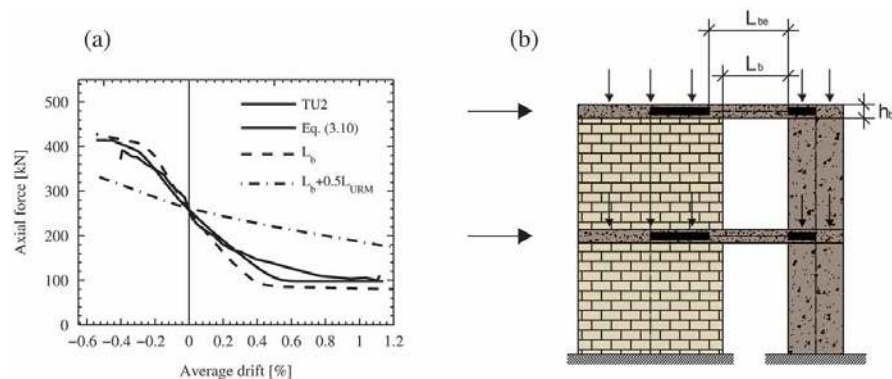 (a)
Axial force [kN]
500
400
300
200
100
0
-0.6 -0.4 -0.2 0 0.2 0.4 0.6 0.8 1 1.2
Average drift [%]
TU2
Eq. (3.10)
L_b
L_b+0.5L_URM
(b)
L_be
L_b